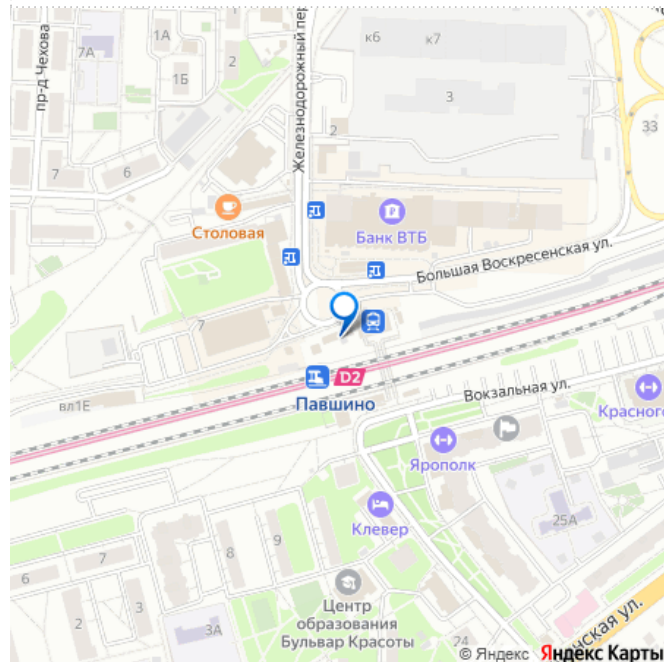 пр-д Чехова
7А
1А
1Б
2
Железнодорожный пер
к6
к7
3
2
33
7
6
Столовая
Банк ВТБ
Большая Воскресенская ул.
7
D2
Павшино
вл1Е
Вокзальная ул.
Красного
Ярополк
Клевер
25А
8
9
7
6
2
3
3А
Центр
образования
Бульвар Красоты
24
нская ул.
© Яндекс Яндекс Карты